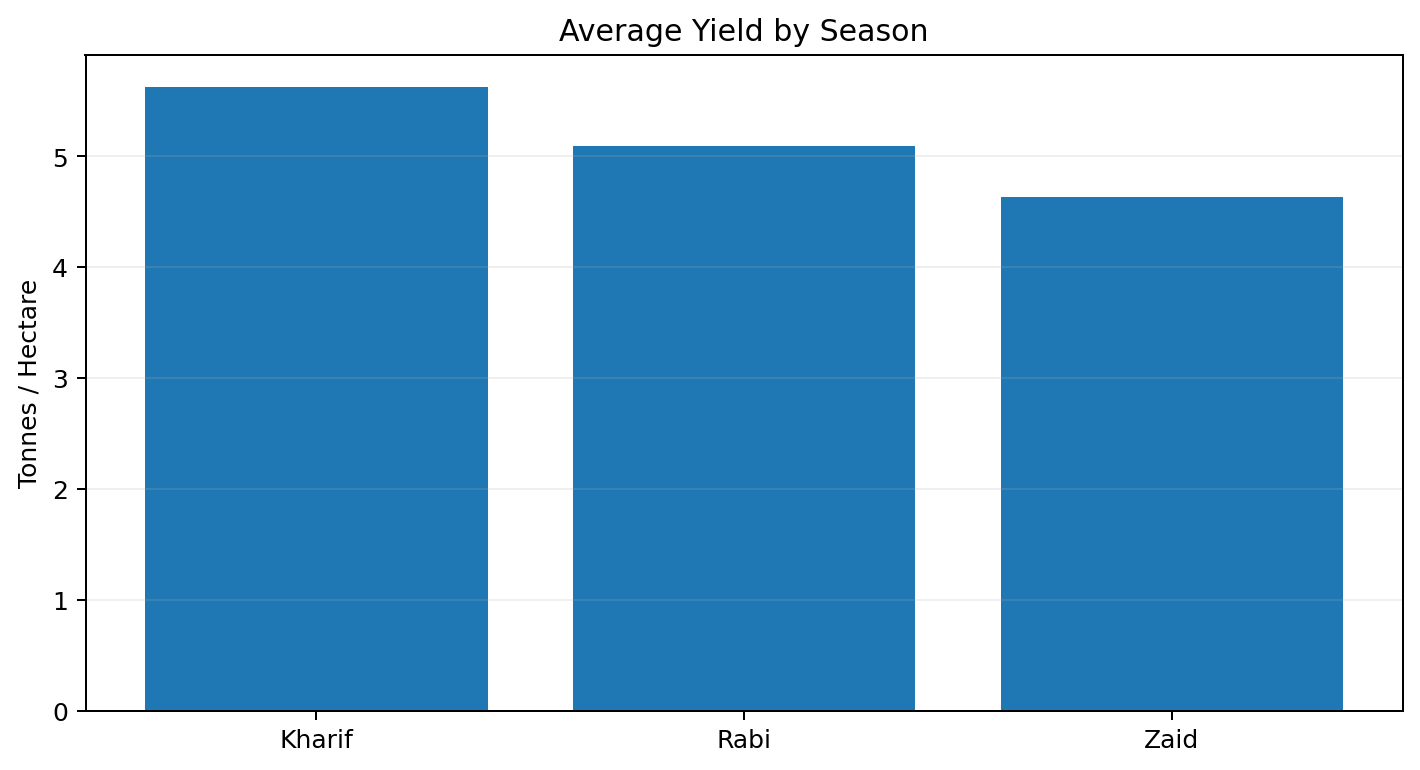 Average Yield by Season
Tonnes / Hectare
5
4
3
2
1
0
Kharif
Rabi
Zaid